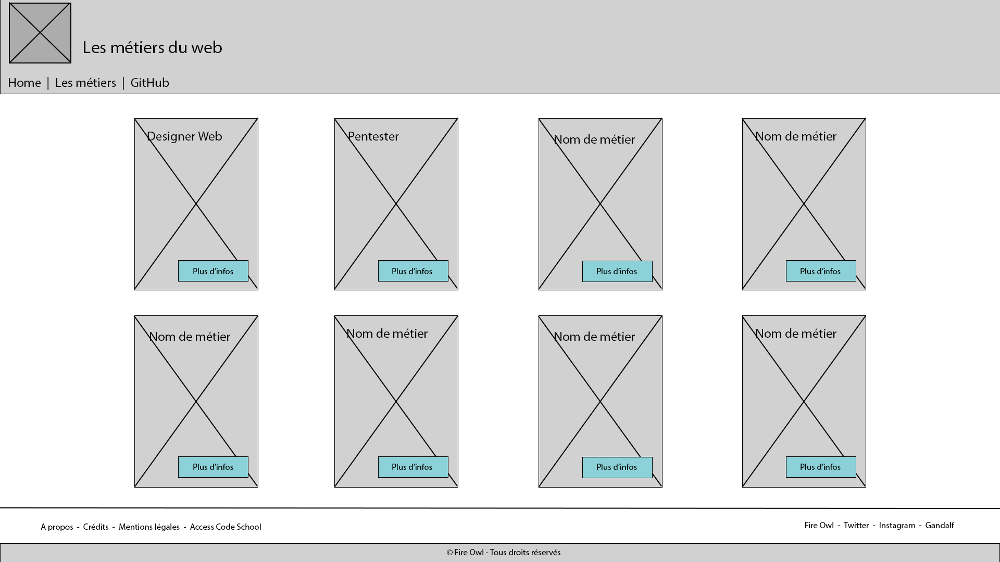 Les métiers du web
Home | Les métiers | GitHub
Designer Web
Pentester
Nom de métier
Nom de métier
Plus d’infos
Plus d’infos
Plus d’infos
Plus d’infos
Nom de métier
Nom de métier
Nom de métier
Nom de métier
Plus d’infos
Plus d’infos
Plus d’infos
Plus d’infos
A propos - Crédits - Mentions légales - Access Code School
Fire Owl - Twitter - Instagram - Gandalf
© Fire Owl - Tous droits réservés